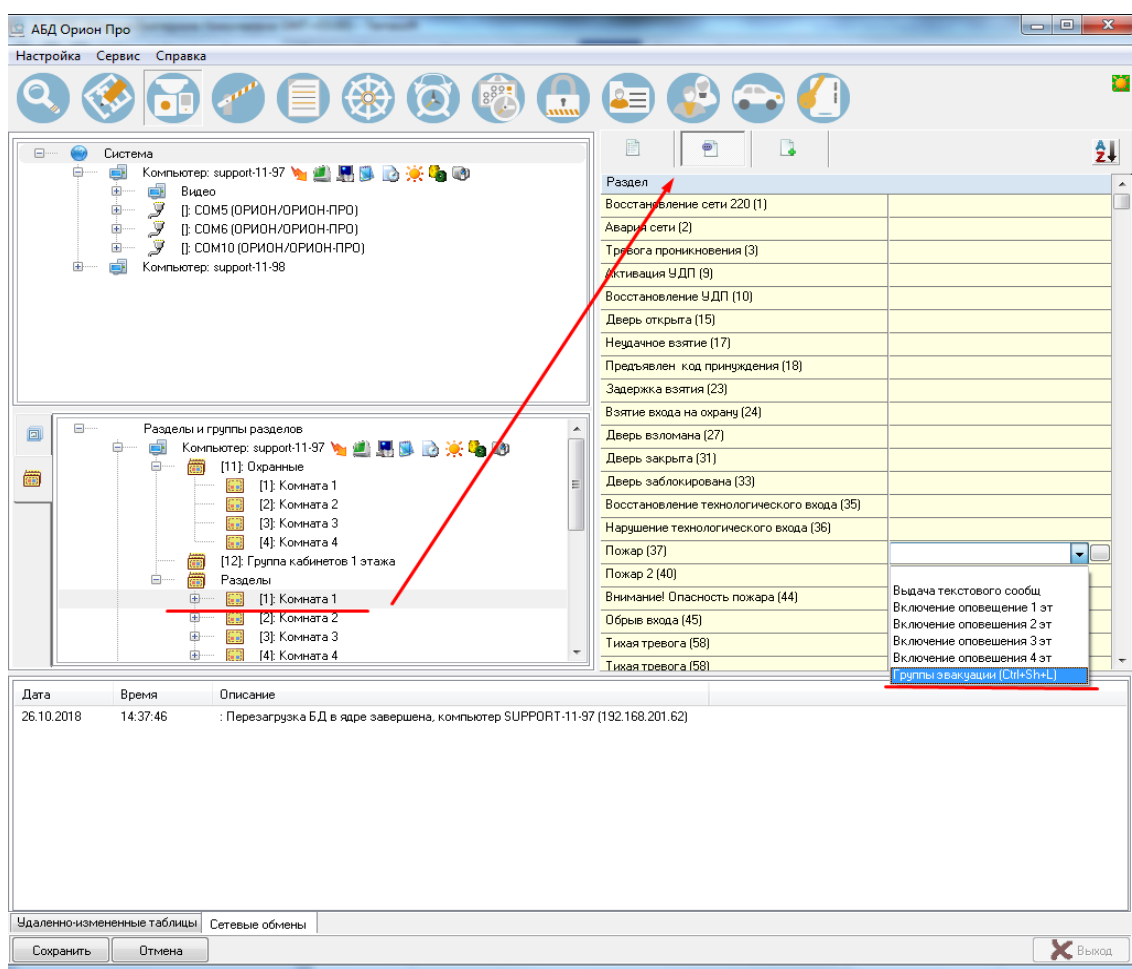 АБД Орион Про
Настройка Сервис Справка
Система
Компьютер: support-11-97
Видео
[]: COM5 (ОРИОН/ОРИОН-ПРО)
[]: COM6 (ОРИОН/ОРИОН-ПРО)
[]: COM10 (ОРИОН/ОРИОН-ПРО)
Компьютер: support-11-98
Разделы и группы разделов
Компьютер: support-11-97
[11]: Охранные
[1]: Комната 1
[2]: Комната 2
[3]: Комната 3
[4]: Комната 4
[12]: Группа кабинетов 1 этажа
Разделы
[1]: Комната 1
[2]: Комната 2
[3]: Комната 3
[4]: Комната 4
Раздел
Восстановление сети 220 (1)
Авария сети (2)
Тревога проникновения (3)
Активация УДП (9)
Восстановление УДП (10)
Дверь открыта (15)
Неудачное взятие (17)
Предъявлен код принуждения (18)
Задержка взятия (23)
Взятие входа на охрану (24)
Дверь взломана (27)
Дверь закрыта (31)
Дверь заблокирована (33)
Восстановление технологического входа (35)
Нарушение технологического входа (36)
Пожар (37)
Пожар 2 (40)
Внимание! Опасность пожара (44)
Обрыв входа (45)
Тихая тревога (58)
Тихая тревога (58)
Выдача текстового сообщ
Включение оповещение 1 эт
Включение оповешения 2 эт
Включение оповешения 3 эт
Включение оповешения 4 эт
Группы эвакуации (Ctrl+Sh+L)
Дата Время Описание
26.10.2018 14:37:46 : Перезагрузка БД в ядре завершена, компьютер SUPPORT-11-97 (192.168.201.62)
Удаленно-измененные таблицы Сетевые обмены
Сохранить Отмена Выход